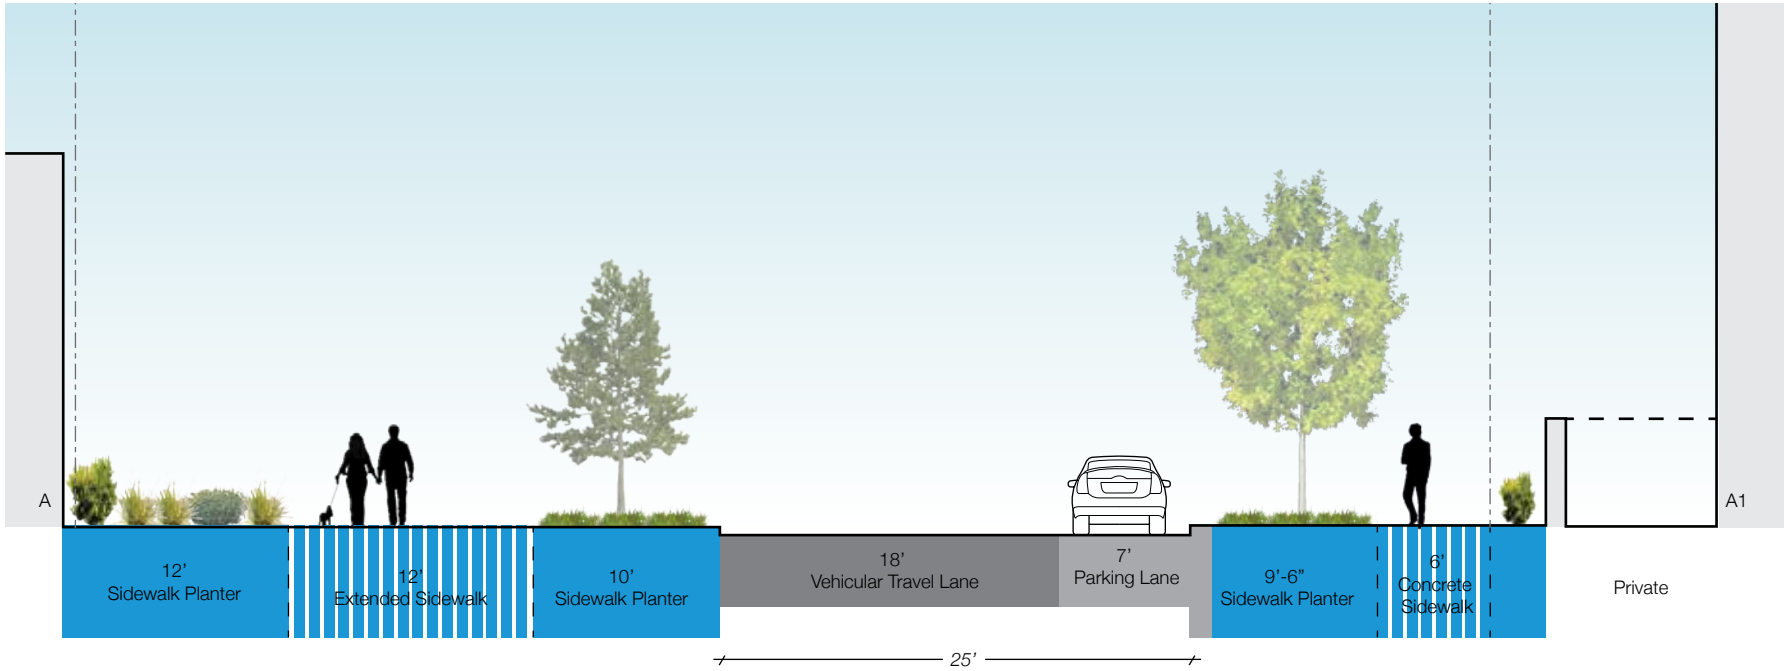 A
A1
12’
Sidewalk Planter
12’
Extended Sidewalk
10’
Sidewalk Planter
18’
Vehicular Travel Lane
7’
Parking Lane
9’-6”
Sidewalk Planter
6’
Concrete
Sidewalk
Private
25’